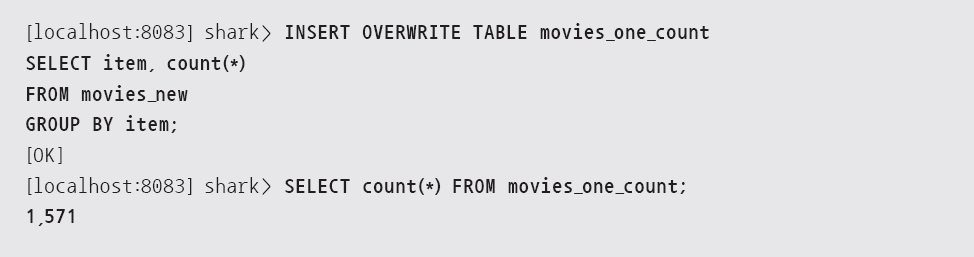 [localhost:8083] shark> INSERT OVERWRITE TABLE movies_one_count
SELECT item, count(*)
FROM movies_new
GROUP BY item;
[OK]
[localhost:8083] shark> SELECT count(*) FROM movies_one_count;
1,571